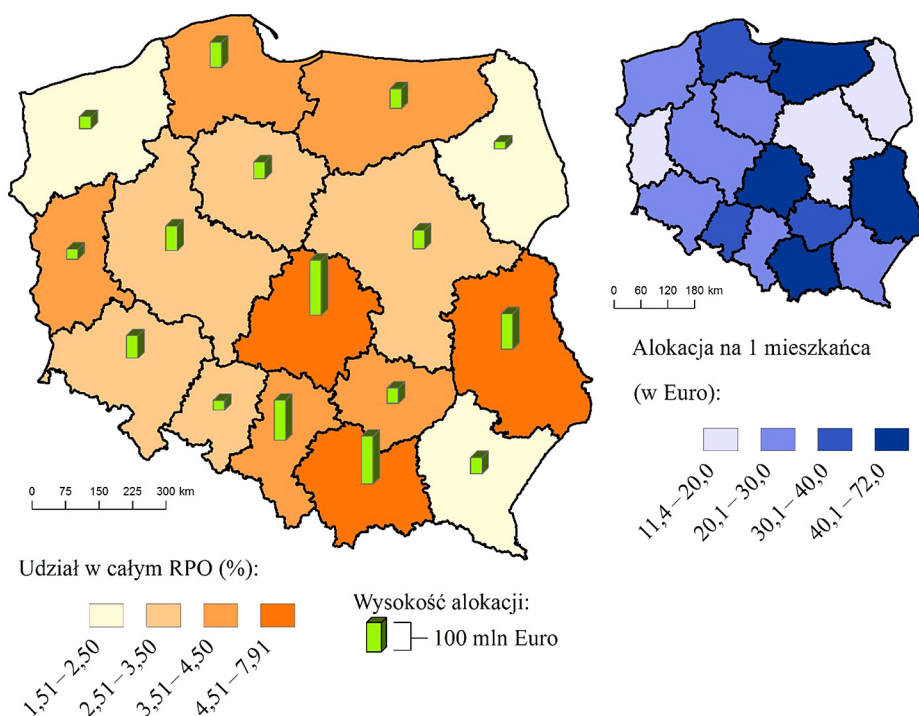 0 60 120 180 km
Alokacja na 1 mieszkańca
(w Euro):
11,4 – 20,0
20,1 – 30,0
30,1 – 40,0
40,1 – 72,0
0 75 150 225 300 km
Udział w całym RPO (%):
1,51 – 2,50
2,51 – 3,50
3,51 – 4,50
4,51 – 7,91
Wysokość alokacji:
100 mln Euro